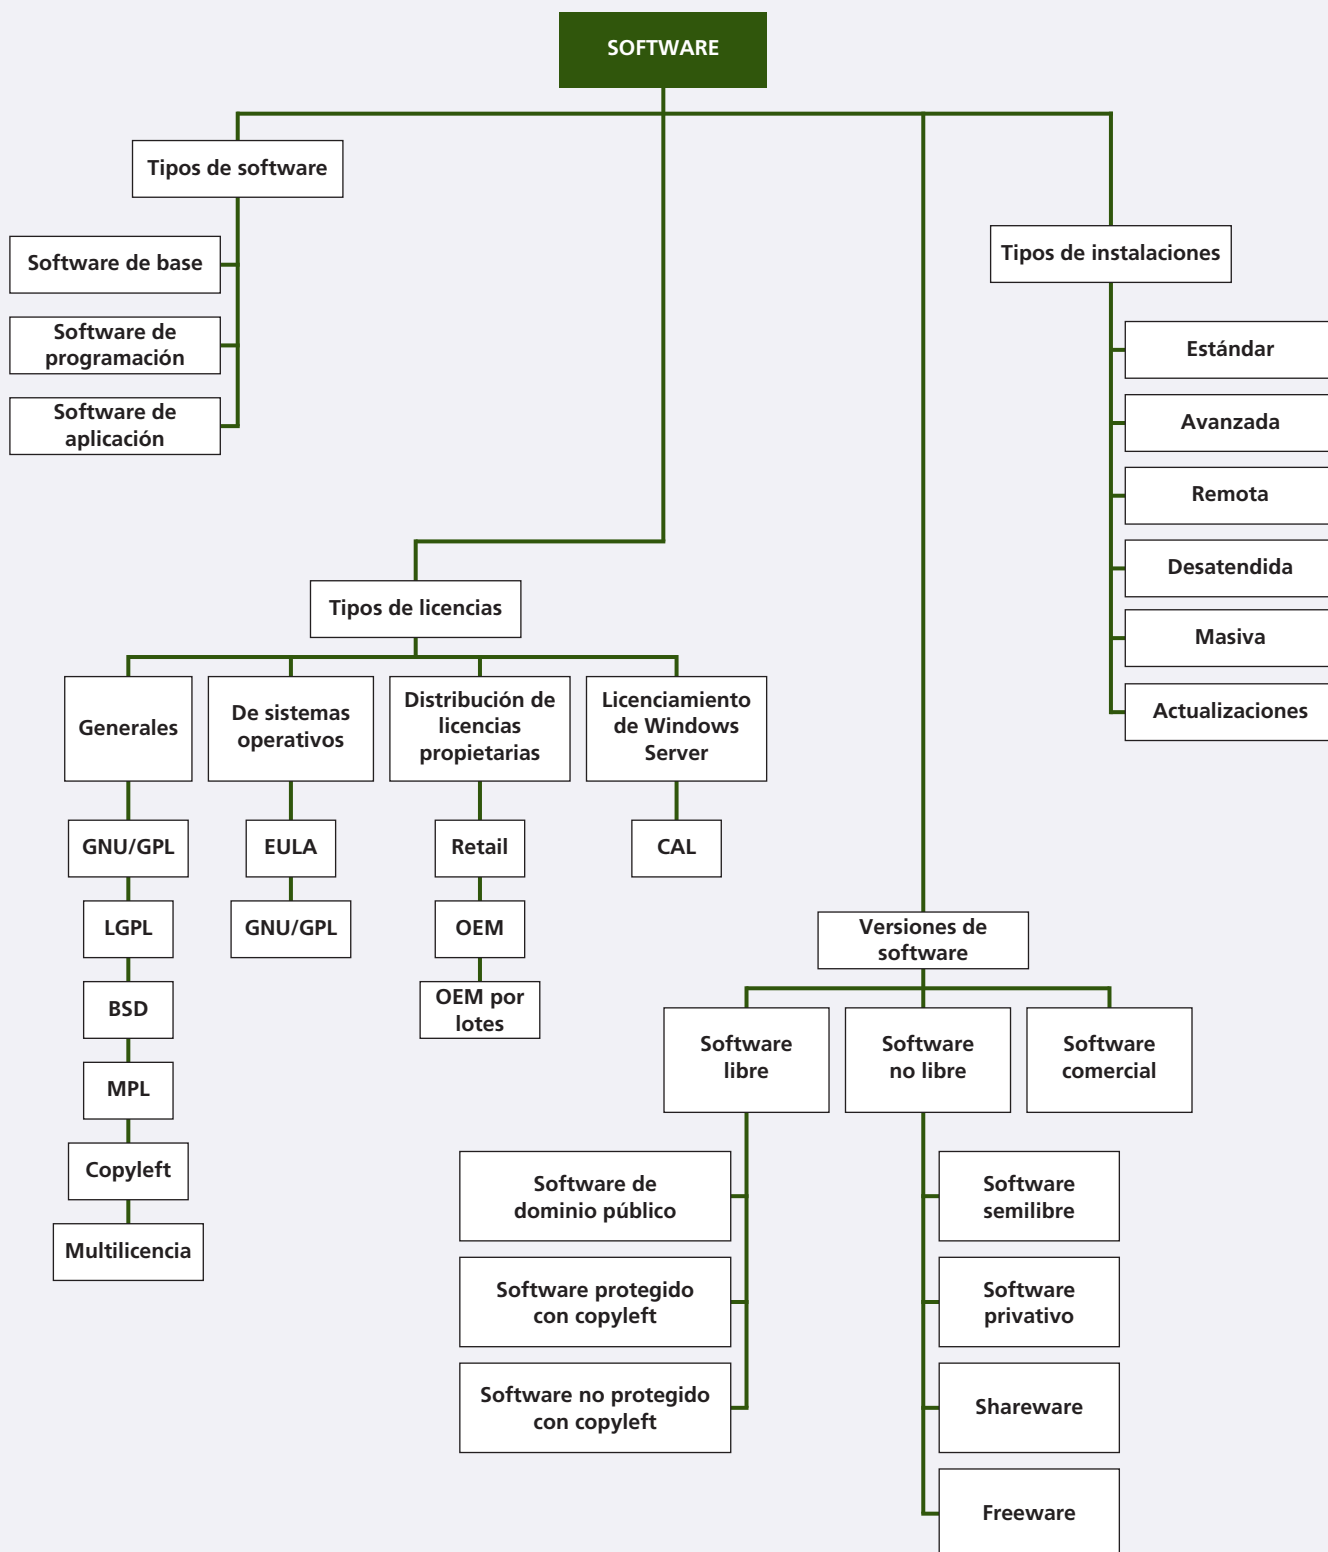 SOFTWARE
Tipos de software
Software de base
Software de
programación
Software de
aplicación
Tipos de instalaciones
Estándar
Avanzada
Remota
Desatendida
Masiva
Actualizaciones
Tipos de licencias
Generales
GNU/GPL
LGPL
BSD
MPL
Copyleft
Multilicencia
De sistemas
operativos
EULA
GNU/GPL
Distribución de
licencias
propietarias
Retail
OEM
OEM por
lotes
Licenciamiento
de Windows
Server
CAL
Versiones de
software
Software
libre
Software de
dominio público
Software protegido
con copyleft
Software no protegido
con copyleft
Software
no libre
Software
semilibre
Software
privativo
Shareware
Freeware
Software
comercial